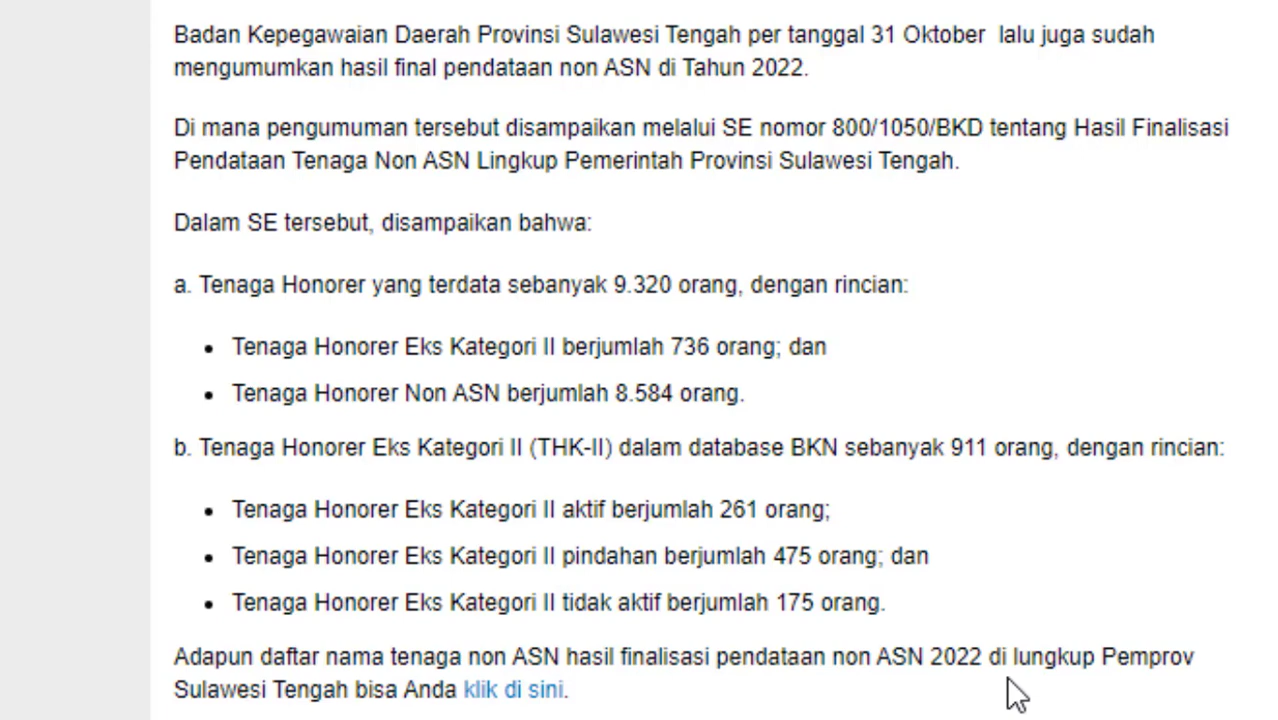 Badan Kepegawaian Daerah Provinsi Sulawesi Tengah per tanggal 31 Oktober lalu juga sudah
mengumumkan hasil final pendataan non ASN di Tahun 2022.
Di mana pengumuman tersebut disampaikan melalui SE nomor 800/1050/BKD tentang Hasil Finalisasi
Pendataan Tenaga Non ASN Lingkup Pemerintah Provinsi Sulawesi Tengah.
Dalam SE tersebut, disampaikan bahwa:
a. Tenaga Honorer yang terdata sebanyak 9.320 orang, dengan rincian:
• Tenaga Honorer Eks Kategori II berjumlah 736 orang; dan
• Tenaga Honorer Non ASN berjumlah 8.584 orang.
b. Tenaga Honorer Eks Kategori II (THK-II) dalam database BKN sebanyak 911 orang, dengan rincian:
• Tenaga Honorer Eks Kategori II aktif berjumlah 261 orang;
• Tenaga Honorer Eks Kategori II pindahan berjumlah 475 orang; dan
• Tenaga Honorer Eks Kategori II tidak aktif berjumlah 175 orang.
Adapun daftar nama tenaga non ASN hasil finalisasi pendataan non ASN 2022 di lungkup Pemprov
Sulawesi Tengah bisa Anda klik di sini.